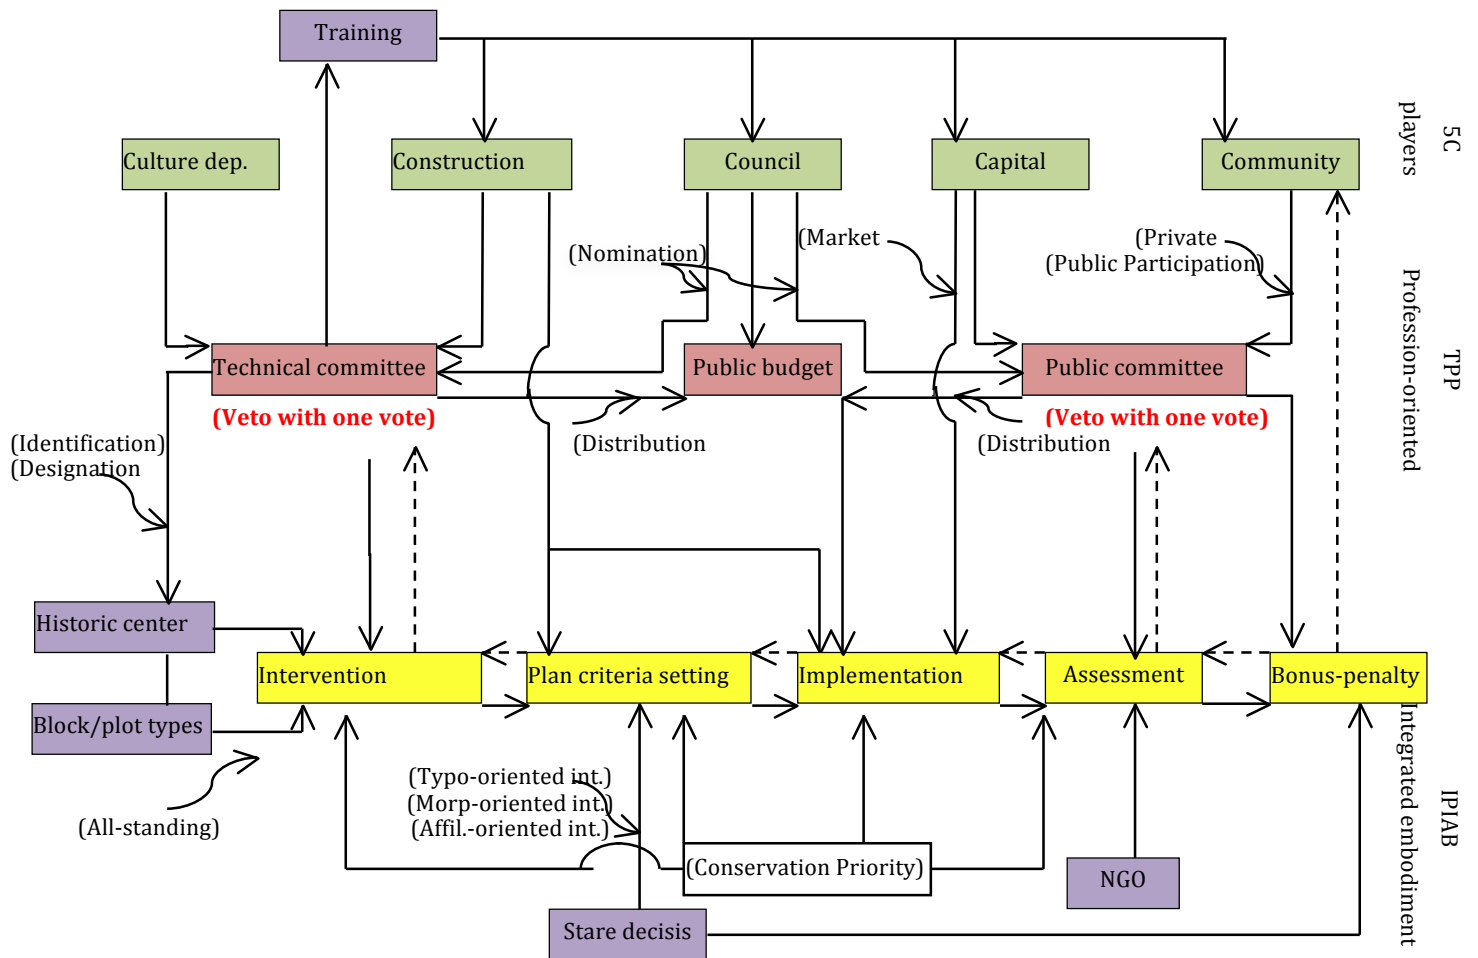 Training
5C
players
Culture dep.
Construction
Council
Capital
Community
(Nomination)
(Market
(Private
(Public Participation)
TPP
Profession-oriented
Technical committee
Public budget
Public committee
(Veto with one vote)
(Veto with one vote)
(Identification)
(Designation
(Distribution
(Distribution
Historic center
Intervention
Plan criteria setting
Implementation
Assessment
Bonus-penalty
Block/plot types
(All-standing)
(Typo-oriented int.)
(Morp-oriented int.)
(Affil.-oriented int.)
(Conservation Priority)
NGO
Stare decisis
IPIAB
Integrated embodiment